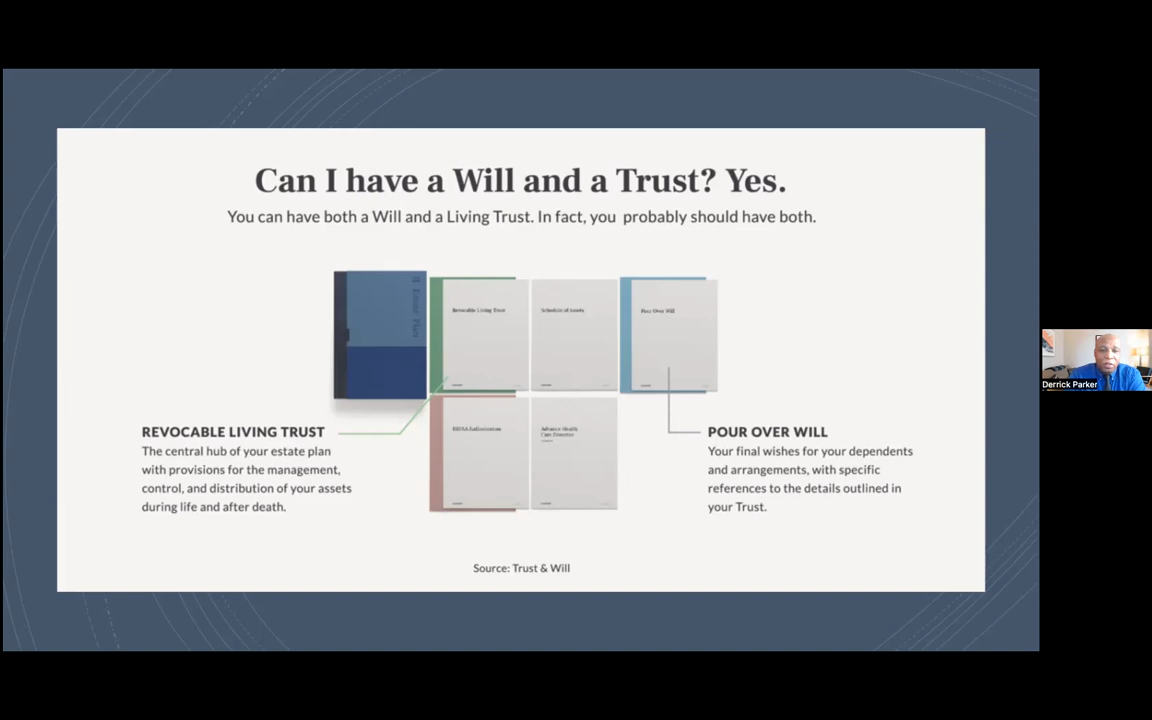 Can I have a Will and a Trust? Yes.
You can have both a Will and a Living Trust. In fact, you probably should have both.
Estate Plan
Revocable Living Trust
Schedule of Assets
Pour Over Will
HIPAA Authorization
Advance Health
Care Directive
REVOCABLE LIVING TRUST
The central hub of your estate plan
with provisions for the management,
control, and distribution of your assets
during life and after death.
POUR OVER WILL
Your final wishes for your dependents
and arrangements, with specific
references to the details outlined in
your Trust.
Source: Trust & Will
Derrick Parker